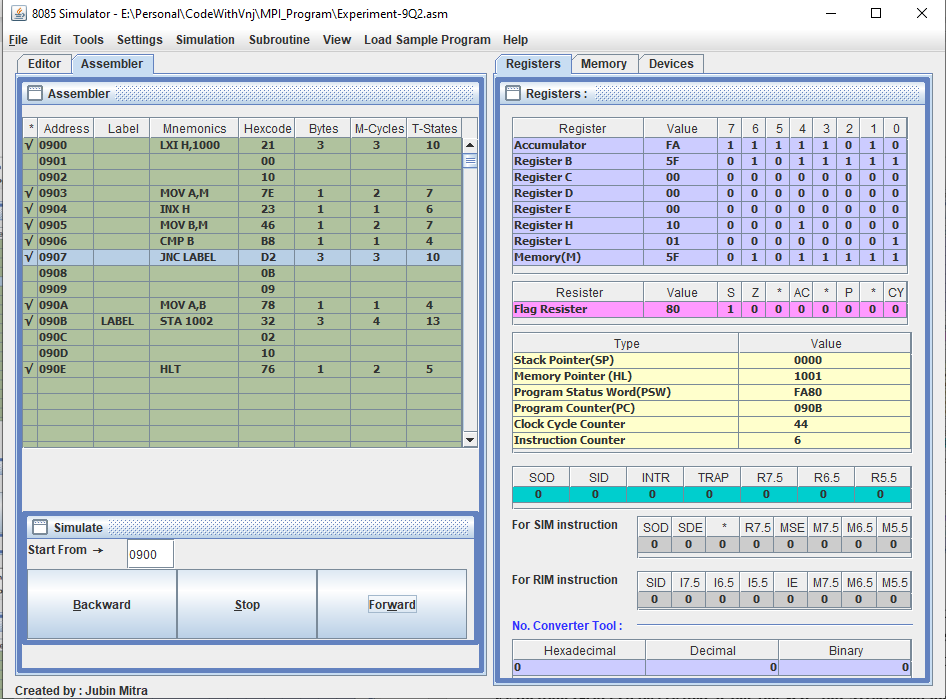 8085 Simulator - E:\Personal\CodeWithVnj\MPI_Program\Experiment-9Q2.asm
File Edit Tools Settings Simulation Subroutine View Load Sample Program Help
Editor Assembler
Assembler
* Address Label Mnemonics Hexcode Bytes M-Cycles T-States
√ 0900 LXI H,1000 21 3 3 10
0901 00
0902 10
√ 0903 MOV A,M 7E 1 2 7
√ 0904 INX H 23 1 1 6
√ 0905 MOV B,M 46 1 2 7
√ 0906 CMP B B8 1 1 4
√ 0907 JNC LABEL D2 3 3 10
0908 0B
0909 09
√ 090A MOV A,B 78 1 1 4
√ 090B LABEL STA 1002 32 3 4 13
090C 02
090D 10
√ 090E HLT 76 1 2 5
Simulate
Start From → 0900
Backward Stop Forward
Created by : Jubin Mitra
Registers Memory Devices
Registers :
Register Value 7 6 5 4 3 2 1 0
Accumulator FA 1 1 1 1 1 0 1 0
Register B 5F 0 1 0 1 1 1 1 1
Register C 00 0 0 0 0 0 0 0 0
Register D 00 0 0 0 0 0 0 0 0
Register E 00 0 0 0 0 0 0 0 0
Register H 10 0 0 0 1 0 0 0 0
Register L 01 0 0 0 0 0 0 0 1
Memory(M) 5F 0 1 0 1 1 1 1 1
Resister Value S Z * AC * P * CY
Flag Resister 80 1 0 0 0 0 0 0 0
Type Value
Stack Pointer(SP) 0000
Memory Pointer (HL) 1001
Program Status Word(PSW) FA80
Program Counter(PC) 090B
Clock Cycle Counter 44
Instruction Counter 6
SOD SID INTR TRAP R7.5 R6.5 R5.5
0 0 0 0 0 0 0
For SIM instruction
SOD SDE * R7.5 MSE M7.5 M6.5 M5.5
0 0 0 0 0 0 0 0
For RIM instruction
SID I7.5 I6.5 I5.5 IE M7.5 M6.5 M5.5
0 0 0 0 0 0 0 0
No. Converter Tool :
Hexadecimal Decimal Binary
0 0 0